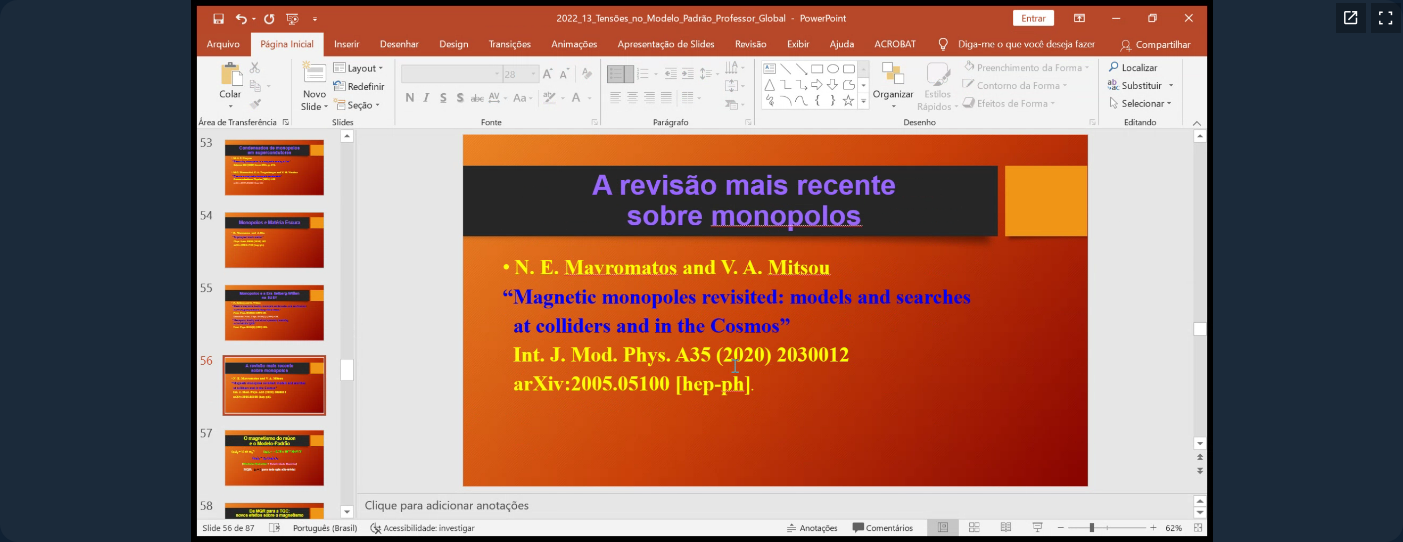 2022_13_Tensões_no_Modelo_Padrão_Professor_Global - PowerPoint
Entrar
Arquivo Página Inicial Inserir Desenhar Design Transições Animações Apresentação de Slides Revisão Exibir Ajuda ACROBAT Diga-me o que você deseja fazer Compartilhar
Colar
Novo
Slide
Layout
Redefinir
Seção
28
N I S S abc AV Aa
Organizar
Estilos
Rápidos
Preenchimento da Forma
Contorno da Forma
Efeitos de Forma
Localizar
Substituir
Selecionar
Área de Transferência Slides Fonte Parágrafo Desenho Editando
53
Condensados de monopolos
em supercondutores
54
Monopolos e Matéria Escura
55
56
A revisão mais recente
sobre monopolos
57
O magnetismo do múon
e o Modelo-Padrão
58
A revisão mais recente
sobre monopolos
• N. E. Mavromatos and V. A. Mitsou
“Magnetic monopoles revisited: models and searches
at colliders and in the Cosmos”
Int. J. Mod. Phys. A35 (2020) 2030012
arXiv:2005.05100 [hep-ph].
Clique para adicionar anotações
Slide 56 de 87 Português (Brasil) Acessibilidade: investigar Anotações Comentários 62%